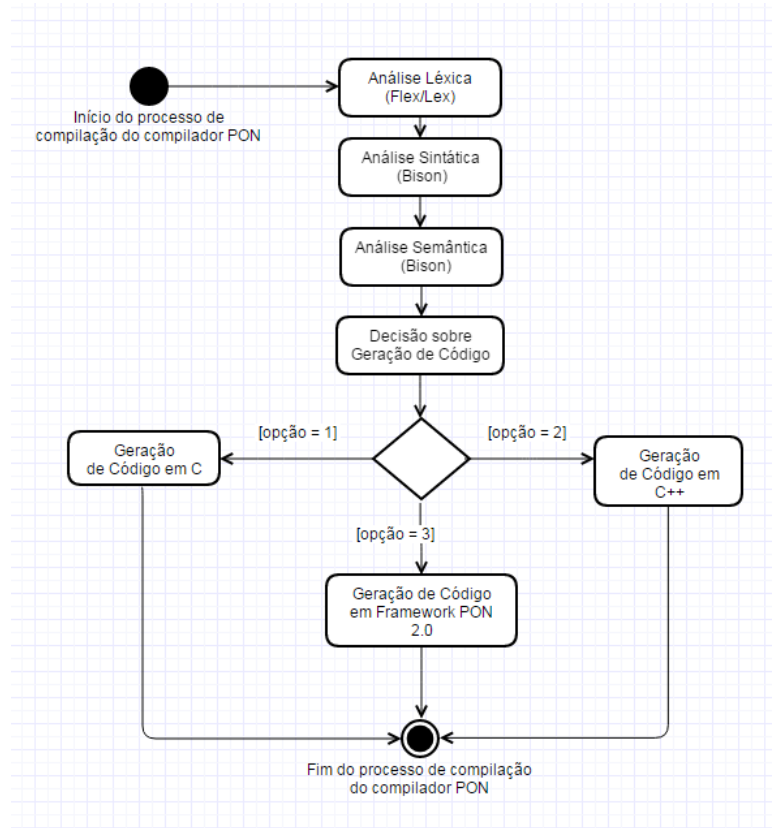 Análise Léxica
(Flex/Lex)
Início do processo de
compilação do compilador PON
Análise Sintática
(Bison)
Análise Semântica
(Bison)
Decisão sobre
Geração de Código
[opção = 1]
[opção = 2]
Geração
de Código em C
Geração
de Código em
C++
[opção = 3]
Geração de Código
em Framework PON
2.0
Fim do processo de compilação
do compilador PON